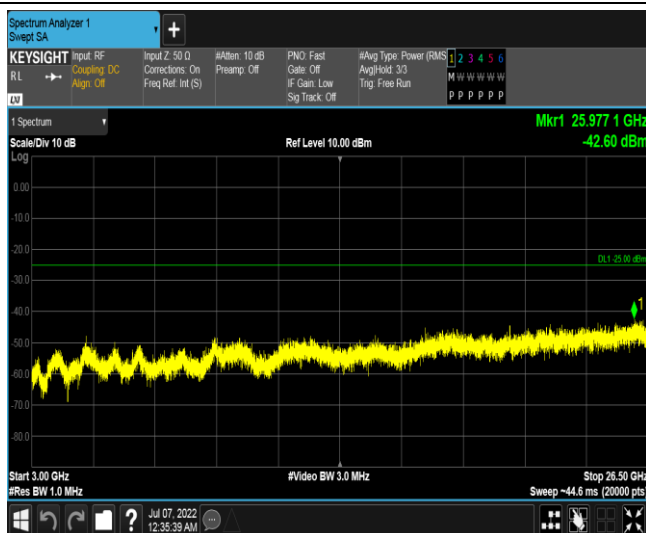 Spectrum Analyzer 1
Swept SA
+
KEYSIGHT
RL
LXI
Input: RF
Coupling: DC
Align: Off
Input Z: 50 Ω
Corrections: On
Freq Ref: Int (S)
#Atten: 10 dB
Preamp: Off
PNO: Fast
Gate: Off
IF Gain: Low
Sig Track: Off
#Avg Type: Power (RMS
Avg|Hold: 3/3
Trig: Free Run
1 2 3 4 5 6
M W W W W W
P P P P P P
1 Spectrum
Mkr1 25.977 1 GHz
Scale/Div 10 dB
Ref Level 10.00 dBm
-42.60 dBm
Log
0.00
-10.0
-20.0
DL1 -25.00 dBm
-30.0
-40.0
1
-50.0
-60.0
-70.0
-80.0
Start 3.00 GHz
#Video BW 3.0 MHz
Stop 26.50 GHz
#Res BW 1.0 MHz
Sweep ~44.6 ms (20000 pts)
?
Jul 07, 2022
12:35:39 AM